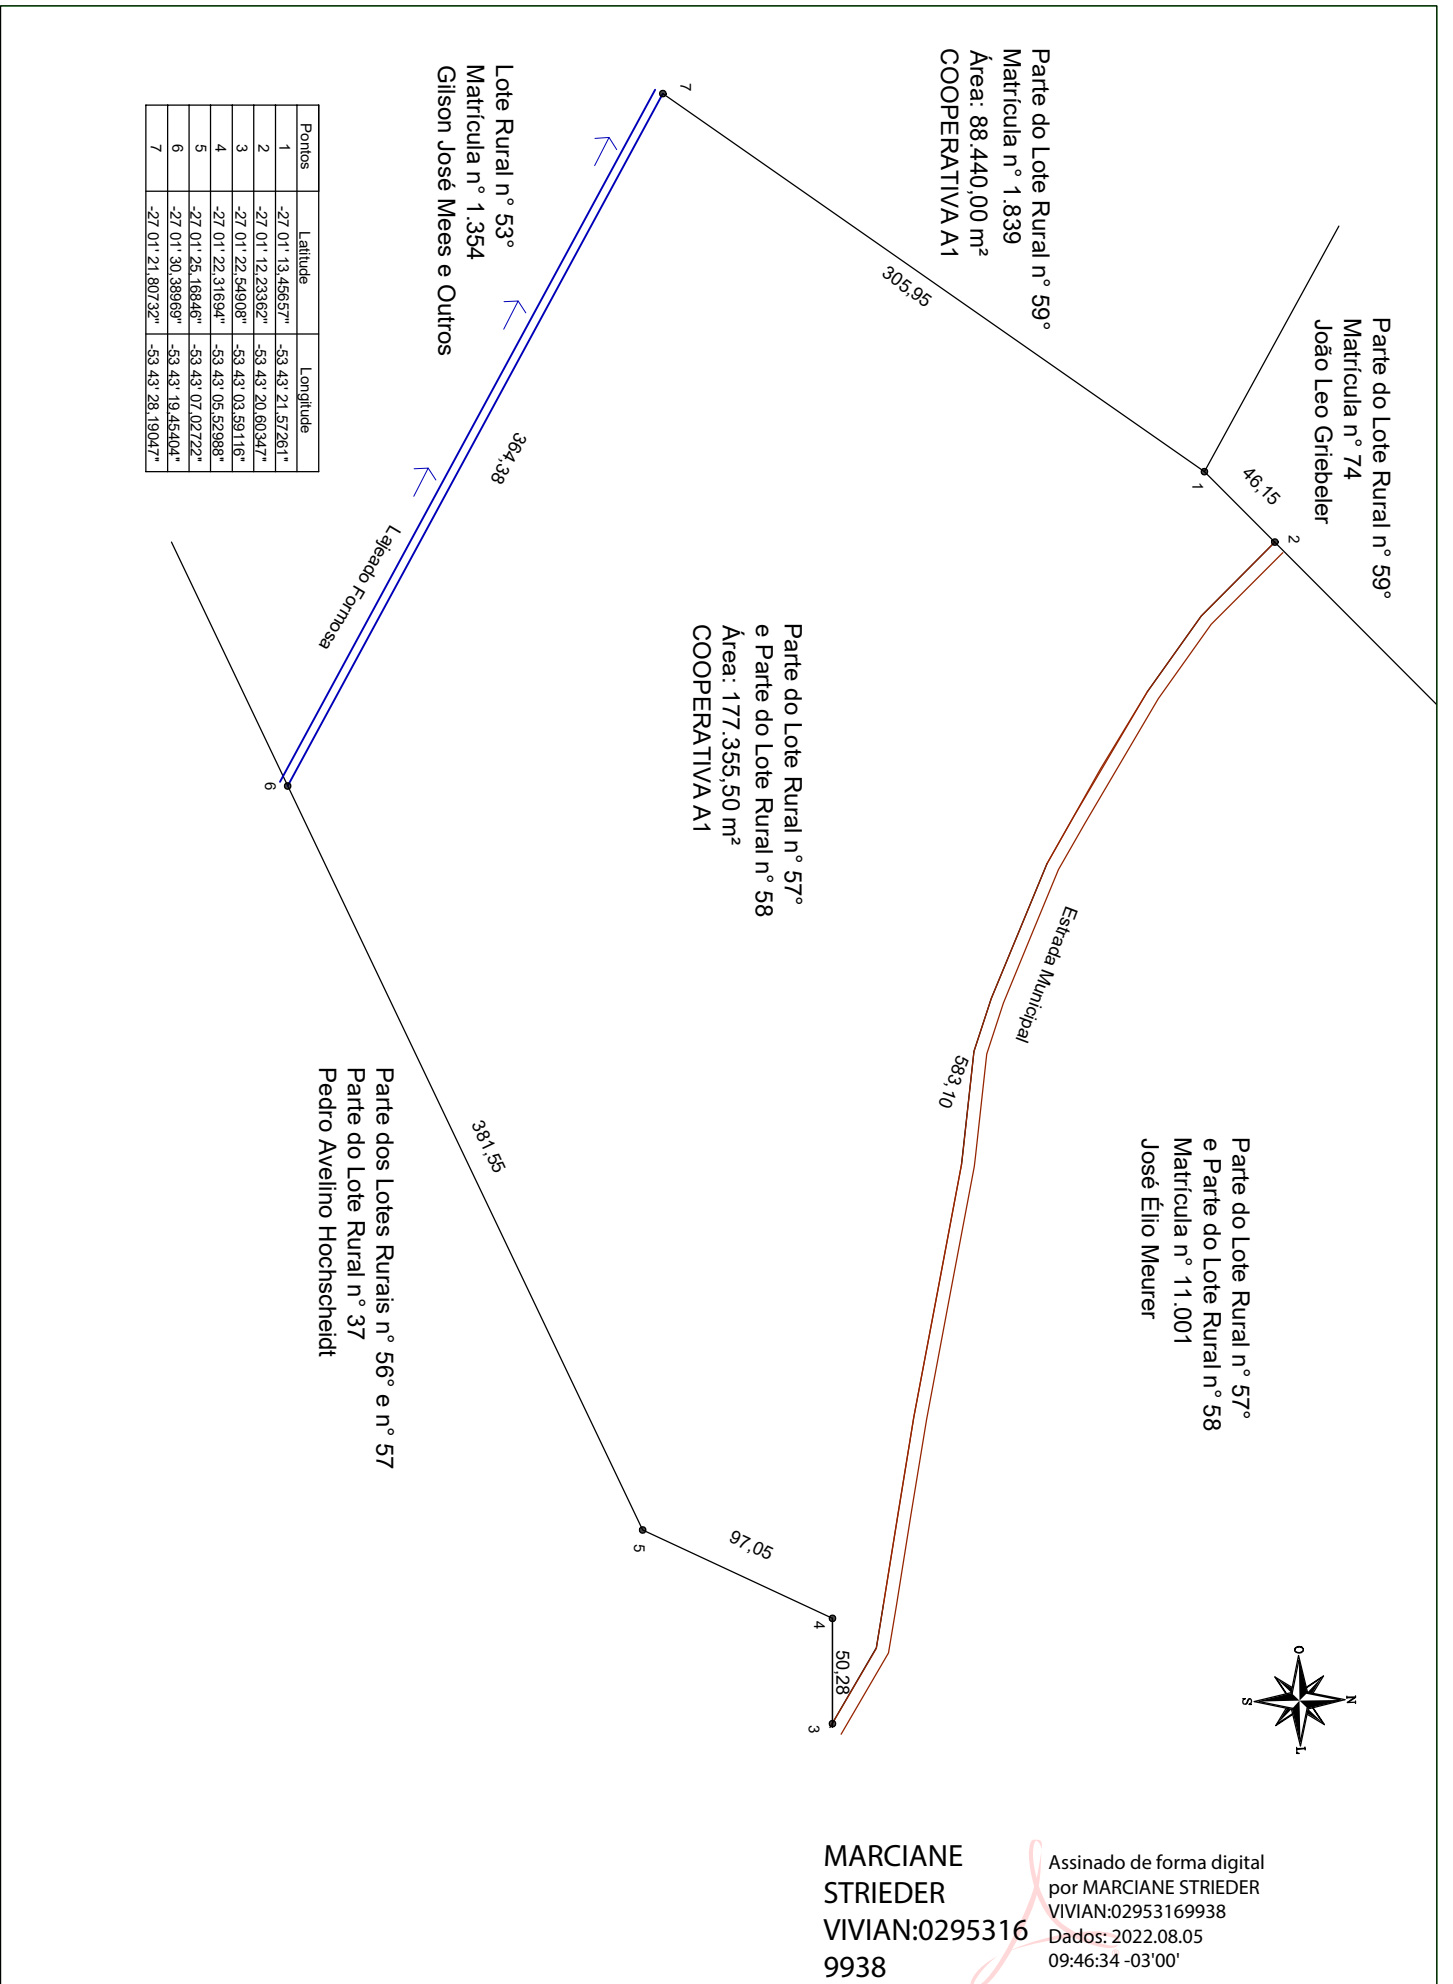 Parte do Lote Rural n° 59°
Matrícula n° 74
João Leo Griebeler
Parte do Lote Rural n° 59°
Matrícula n° 1.839
Área: 88.440,00 m²
COOPERATIVA A1
Lote Rural n° 53°
Matrícula n° 1.354
Gilson José Mees e Outros
Parte do Lote Rural n° 57°
e Parte do Lote Rural n° 58
Área: 177.355,50 m²
COOPERATIVA A1
Parte do Lote Rural n° 57°
e Parte do Lote Rural n° 58
Matrícula n° 11.001
José Élio Meurer
Parte dos Lotes Rurais n° 56° e n° 57
Parte do Lote Rural n° 37
Pedro Avelino Hochscheidt
Estrada Municipal
Lajeado Formosa
305,95
46,15
583,10
50,28
97,05
381,55
364,38
1
2
3
4
5
6
7
Pontos Latitude Longitude
1 -27 01' 13,45657" -53 43' 21,57261"
2 -27 01' 12,23362" -53 43' 20,60347"
3 -27 01' 22,54908" -53 43' 03,59116"
4 -27 01' 22,31694" -53 43' 05,52988"
5 -27 01' 25,16846" -53 43' 07,02722"
6 -27 01' 30,38969" -53 43' 19,45404"
7 -27 01' 21,80732" -53 43' 28,19047"
N
O
L
S
MARCIANE
STRIEDER
VIVIAN:0295316
9938
Assinado de forma digital
por MARCIANE STRIEDER
VIVIAN:02953169938
Dados: 2022.08.05
09:46:34 -03'00'